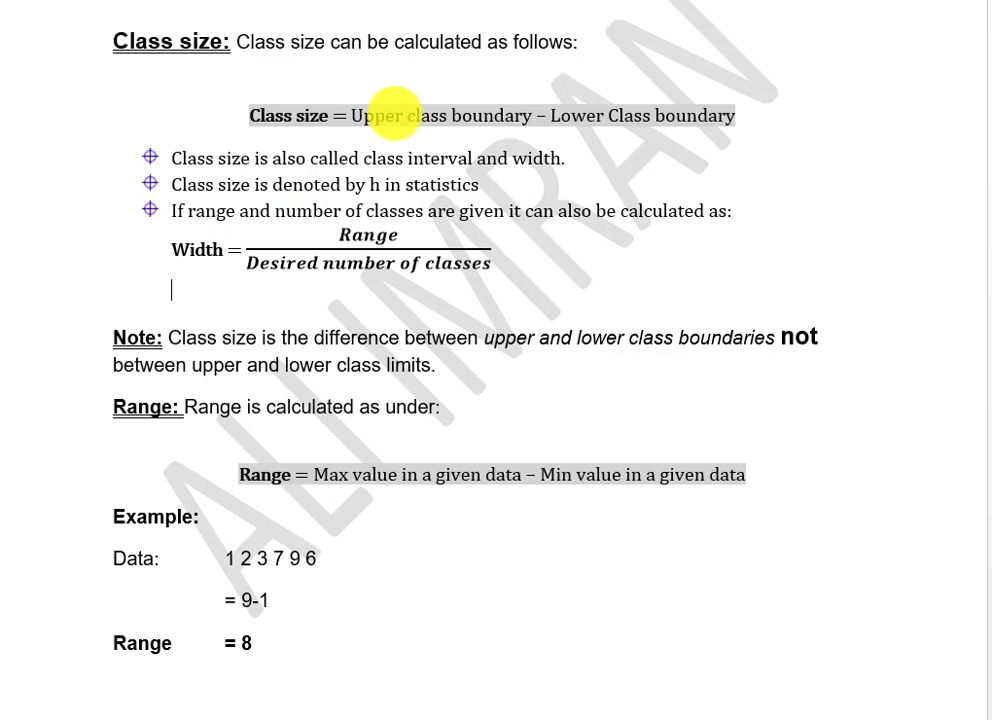 Class size: Class size can be calculated as follows:
Class size = Upper class boundary – Lower Class boundary
Class size is also called class interval and width.
Class size is denoted by h in statistics
If range and number of classes are given it can also be calculated as:
Width = Range / Desired number of classes
Note: Class size is the difference between upper and lower class boundaries not
between upper and lower class limits.
Range: Range is calculated as under:
Range = Max value in a given data – Min value in a given data
Example:
Data: 1 2 3 7 9 6
= 9-1
Range = 8
ALI IMRAN